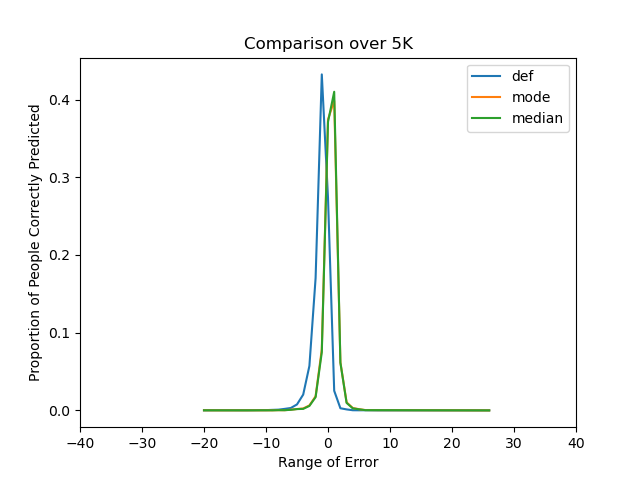 Comparison over 5K
def
mode
median
Proportion of People Correctly Predicted
0.4
0.3
0.2
0.1
0.0
−40 −30 −20 −10 0 10 20 30 40
Range of Error